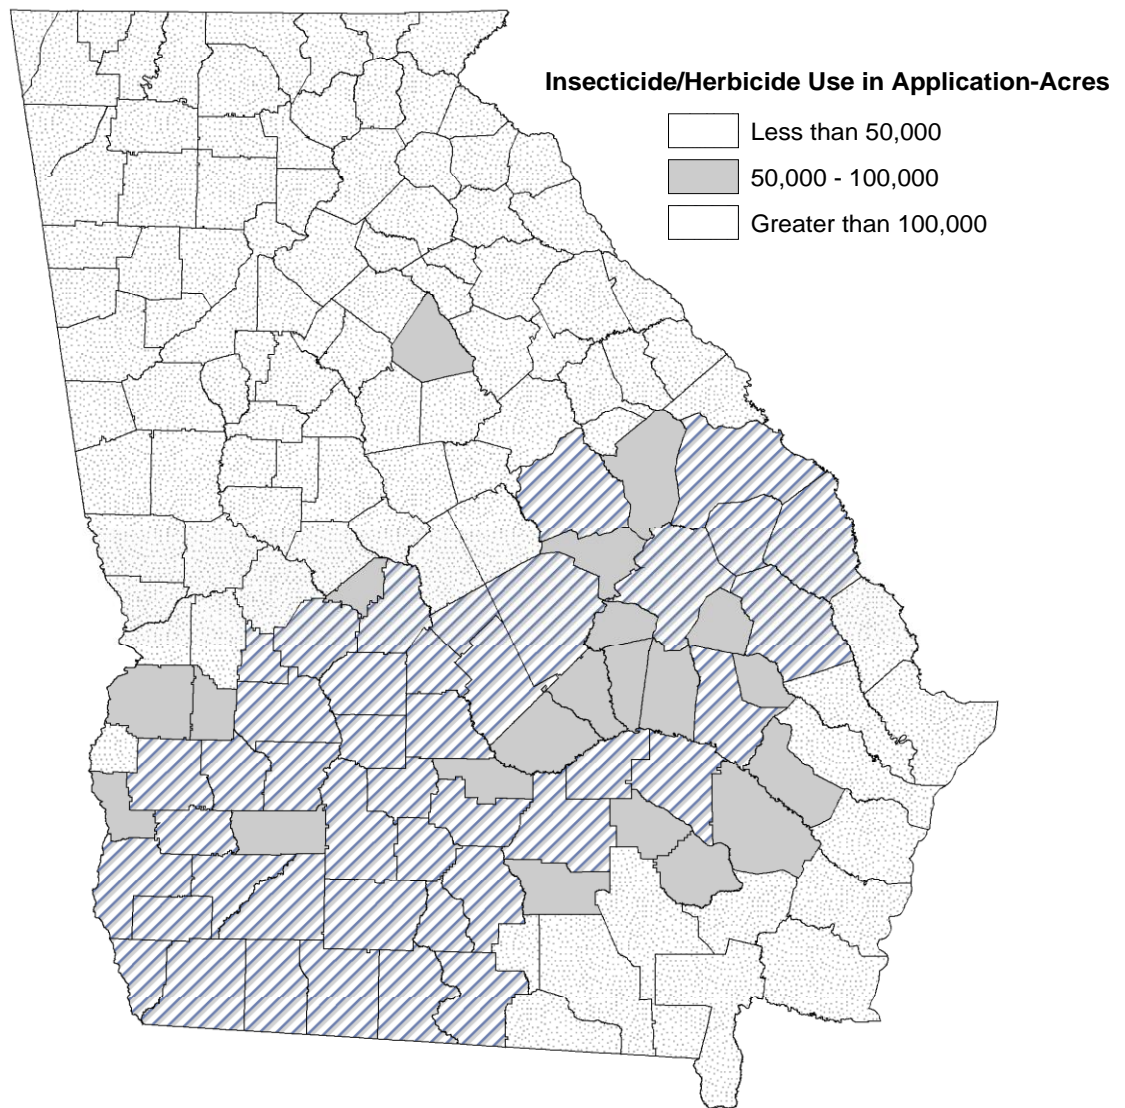 Insecticide/Herbicide Use in Application-Acres
Less than 50,000
50,000 - 100,000
Greater than 100,000